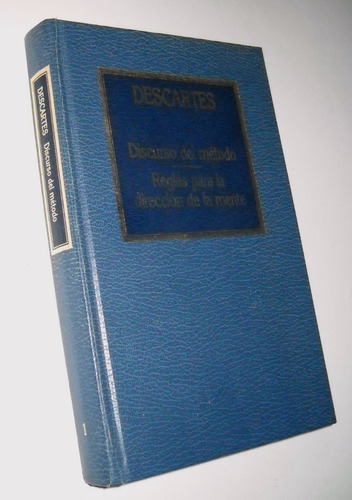 DESCARTES
Discurso del método
Reglas para la
dirección de la mente
DESCARTES Discurso del método
1